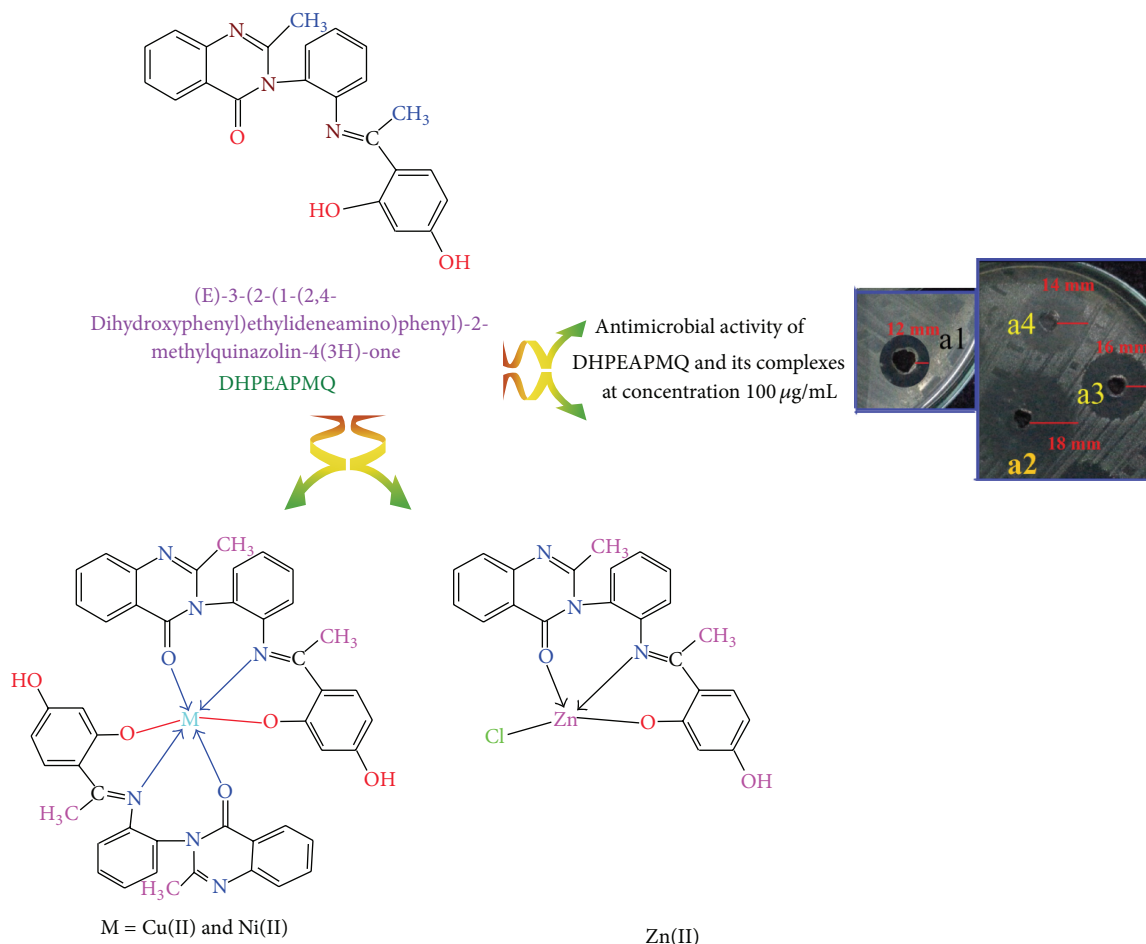 N
CH3
N
O
N
C
CH3
HO
OH
(E)-3-(2-(1-(2,4-
Dihydroxyphenyl)ethylideneamino)phenyl)-2-
methylquinazolin-4(3H)-one
DHPEAPMQ
Antimicrobial activity of
DHPEAPMQ and its complexes
at concentration 100 μg/mL
12 mm
a1
14 mm
a4
16 mm
a3
18 mm
a2
N
CH3
N
O
N
C
CH3
HO
O
M
O
OH
C
N
O
H3C
N
H3C
N
M = Cu(II) and Ni(II)
N
CH3
N
O
N
C
CH3
Zn
O
Cl
OH
Zn(II)